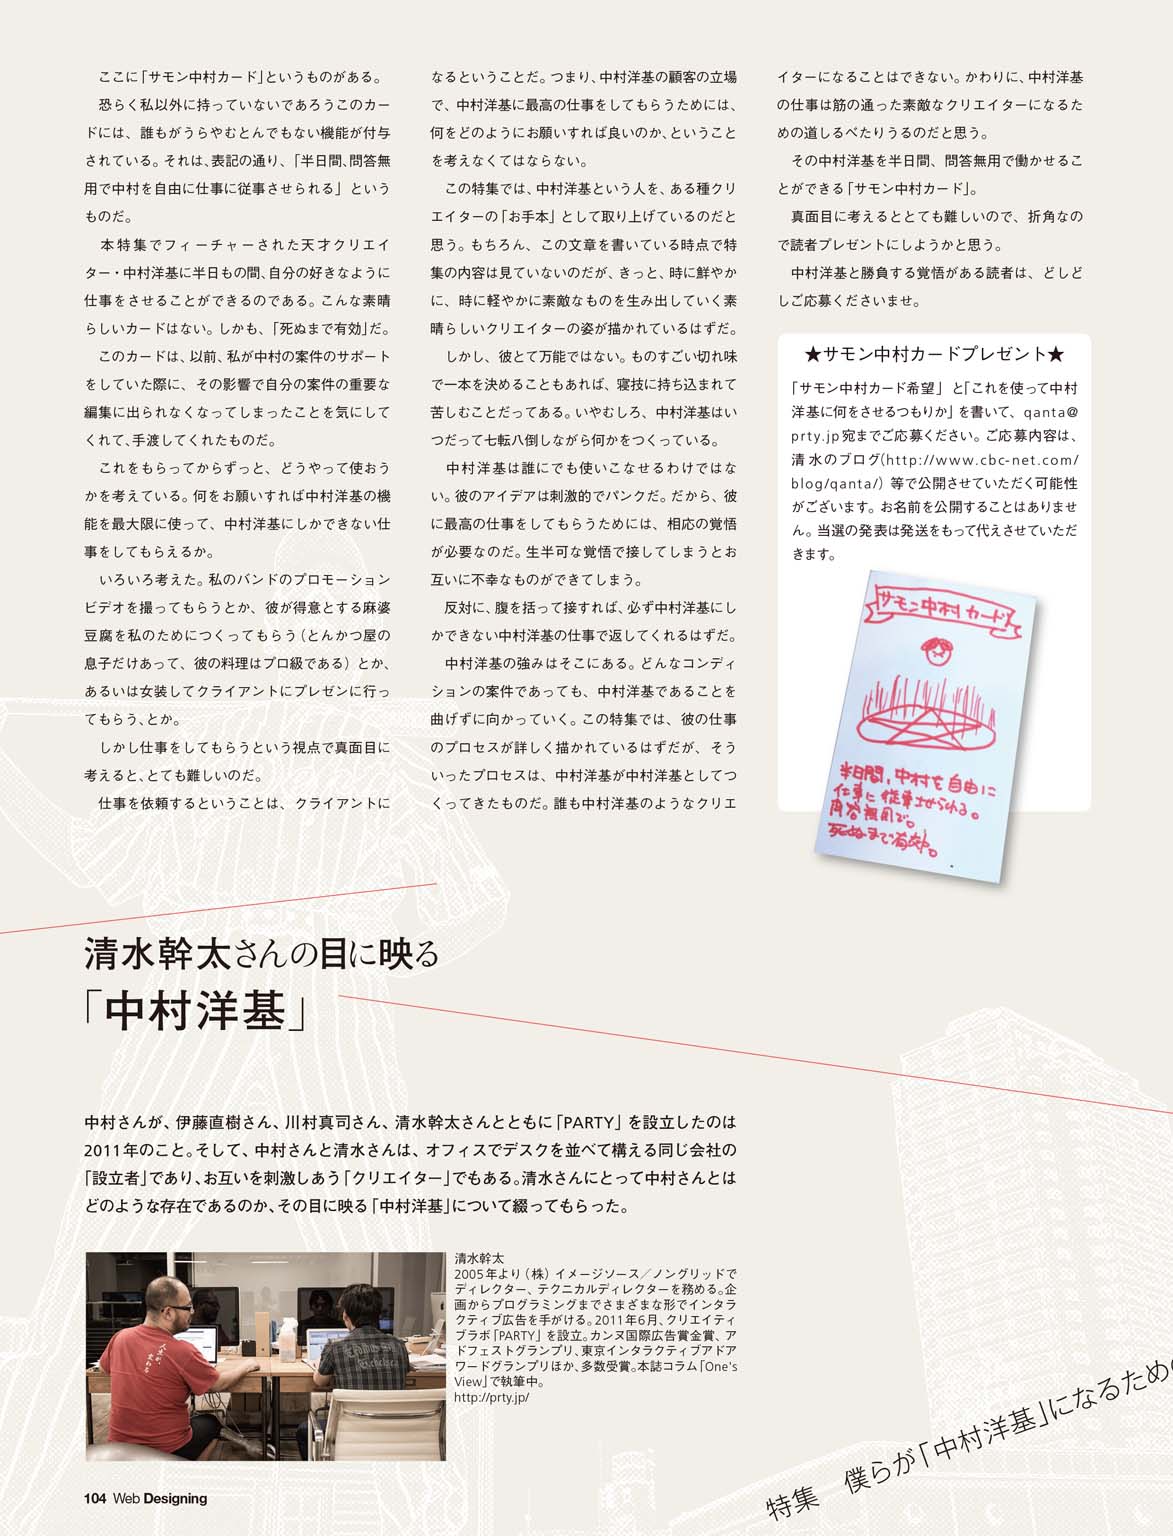 ここに「サモン中村カード」というものがある。
恐らく私以外に持っていないであろうこのカー
ドには、誰もがうらやむとんでもない機能が付与
されている。それは、表記の通り、「半日間、問答無
用で中村を自由に仕事に従事させられる」という
ものだ。
本特集でフィーチャーされた天才クリエイ
ター・中村洋基に半日もの間、自分の好きなように
仕事をさせることができるのである。こんな素晴
らしいカードはない。しかも、「死ぬまで有効」だ。
このカードは、以前、私が中村の案件のサポート
をしていた際に、その影響で自分の案件の重要な
編集に出られなくなってしまったことを気にして
くれて、手渡してくれたものだ。
これをもらってからずっと、どうやって使おう
かを考えている。何をお願いすれば中村洋基の機
能を最大限に使って、中村洋基にしかできない仕
事をしてもらえるか。
いろいろ考えた。私のバンドのプロモーション
ビデオを撮ってもらうとか、彼が得意とする麻婆
豆腐を私のためにつくってもらう(とんかつ屋の
息子だけあって、彼の料理はプロ級である)とか、
あるいは女装してクライアントにプレゼンに行っ
てもらう、とか。
しかし仕事をしてもらうという視点で真面目に
考えると、とても難しいのだ。
仕事を依頼するということは、クライアントに
なるということだ。つまり、中村洋基の顧客の立場
で、中村洋基に最高の仕事をしてもらうためには、
何をどのようにお願いすれば良いのか、ということ
を考えなくてはならない。
この特集では、中村洋基という人を、ある種クリ
エイターの「お手本」として取り上げているのだと
思う。もちろん、この文章を書いている時点で特
集の内容は見ていないのだが、きっと、時に鮮やか
に、時に軽やかに素敵なものを生み出していく素
晴らしいクリエイターの姿が描かれているはずだ。
しかし、彼とて万能ではない。ものすごい切れ味
で一本を決めることもあれば、寝技に持ち込まれて
苦しむことだってある。いやむしろ、中村洋基はい
つだって七転八倒しながら何かをつくっている。
中村洋基は誰にでも使いこなせるわけではな
い。彼のアイデアは刺激的でパンクだ。だから、彼
に最高の仕事をしてもらうためには、相応の覚悟
が必要なのだ。生半可な覚悟で接してしまうとお
互いに不幸なものができてしまう。
反対に、腹を括って接すれば、必ず中村洋基にし
かできない中村洋基の仕事で返してくれるはずだ。
中村洋基の強みはそこにある。どんなコンディ
ションの案件であっても、中村洋基であることを
曲げずに向かっていく。この特集では、彼の仕事
のプロセスが詳しく描かれているはずだが、そう
いったプロセスは、中村洋基が中村洋基としてつ
くってきたものだ。誰も中村洋基のようなクリエ
イターになることはできない。かわりに、中村洋基
の仕事は筋の通った素敵なクリエイターになるた
めの道しるべたりうるのだと思う。
その中村洋基を半日間、問答無用で働かせるこ
とができる「サモン中村カード」。
真面目に考えるととても難しいので、折角なの
で読者プレゼントにしようかと思う。
中村洋基と勝負する覚悟がある読者は、どしど
しご応募くださいませ。
★サモン中村カードプレゼント★
「サモン中村カード希望」と「これを使って中村
洋基に何をさせるつもりか」を書いて、qanta@
prty.jp宛までご応募ください。ご応募内容は、
清水のブログ(http://www.cbc-net.com/
blog/qanta/)等で公開させていただく可能性
がございます。お名前を公開することはありませ
ん。当選の発表は発送をもって代えさせていただ
きます。
サモン中村カード
半日間、中村を自由に
仕事に従事させられる。
問答無用で。
死ぬまで有効。
清水幹太さんの目に映る
「中村洋基」
中村さんが、伊藤直樹さん、川村真司さん、清水幹太さんとともに「PARTY」を設立したのは
2011年のこと。そして、中村さんと清水さんは、オフィスでデスクを並べて構える同じ会社の
「設立者」であり、お互いを刺激しあう「クリエイター」でもある。清水さんにとって中村さんとは
どのような存在であるのか、その目に映る「中村洋基」について綴ってもらった。
人生が、
変わる
清水幹太
2005年より(株)イメージソース/ノングリッドで
ディレクター、テクニカルディレクターを務める。企
画からプログラミングまでさまざまな形でインタラ
クティブ広告を手がける。2011年6月、クリエイティ
ブラボ「PARTY」を設立。カンヌ国際広告賞金賞、ア
ドフェストグランプリ、東京インタラクティブアドア
ワードグランプリほか、多数受賞。本誌コラム「One's
View」で執筆中。
http://prty.jp/
特集 僕らが「中村洋基」になるための
104 Web Designing